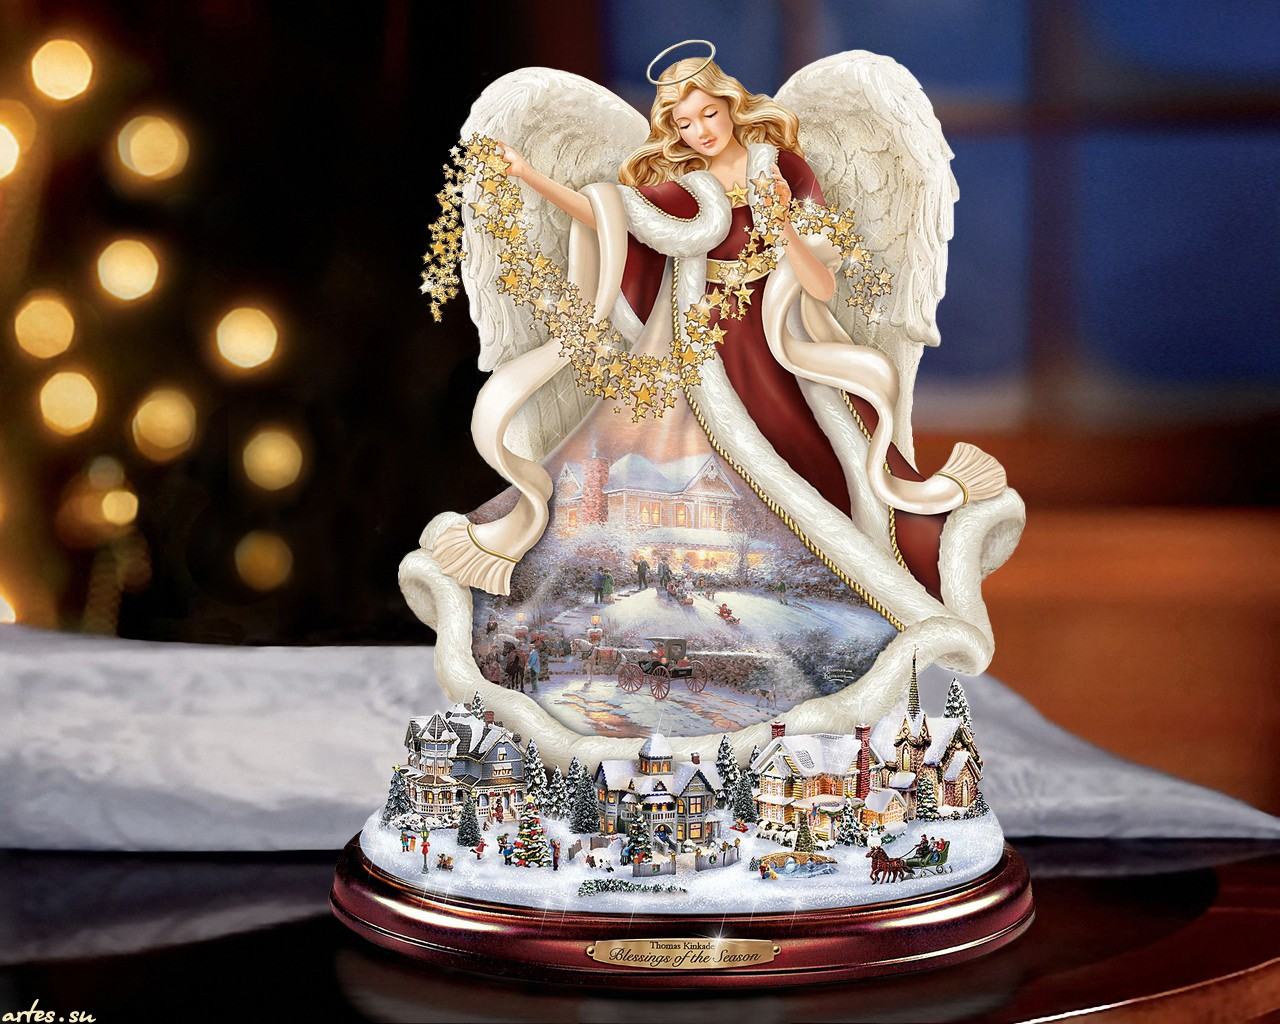 Thomas Kinkade
Blessings of the Season
artes.su